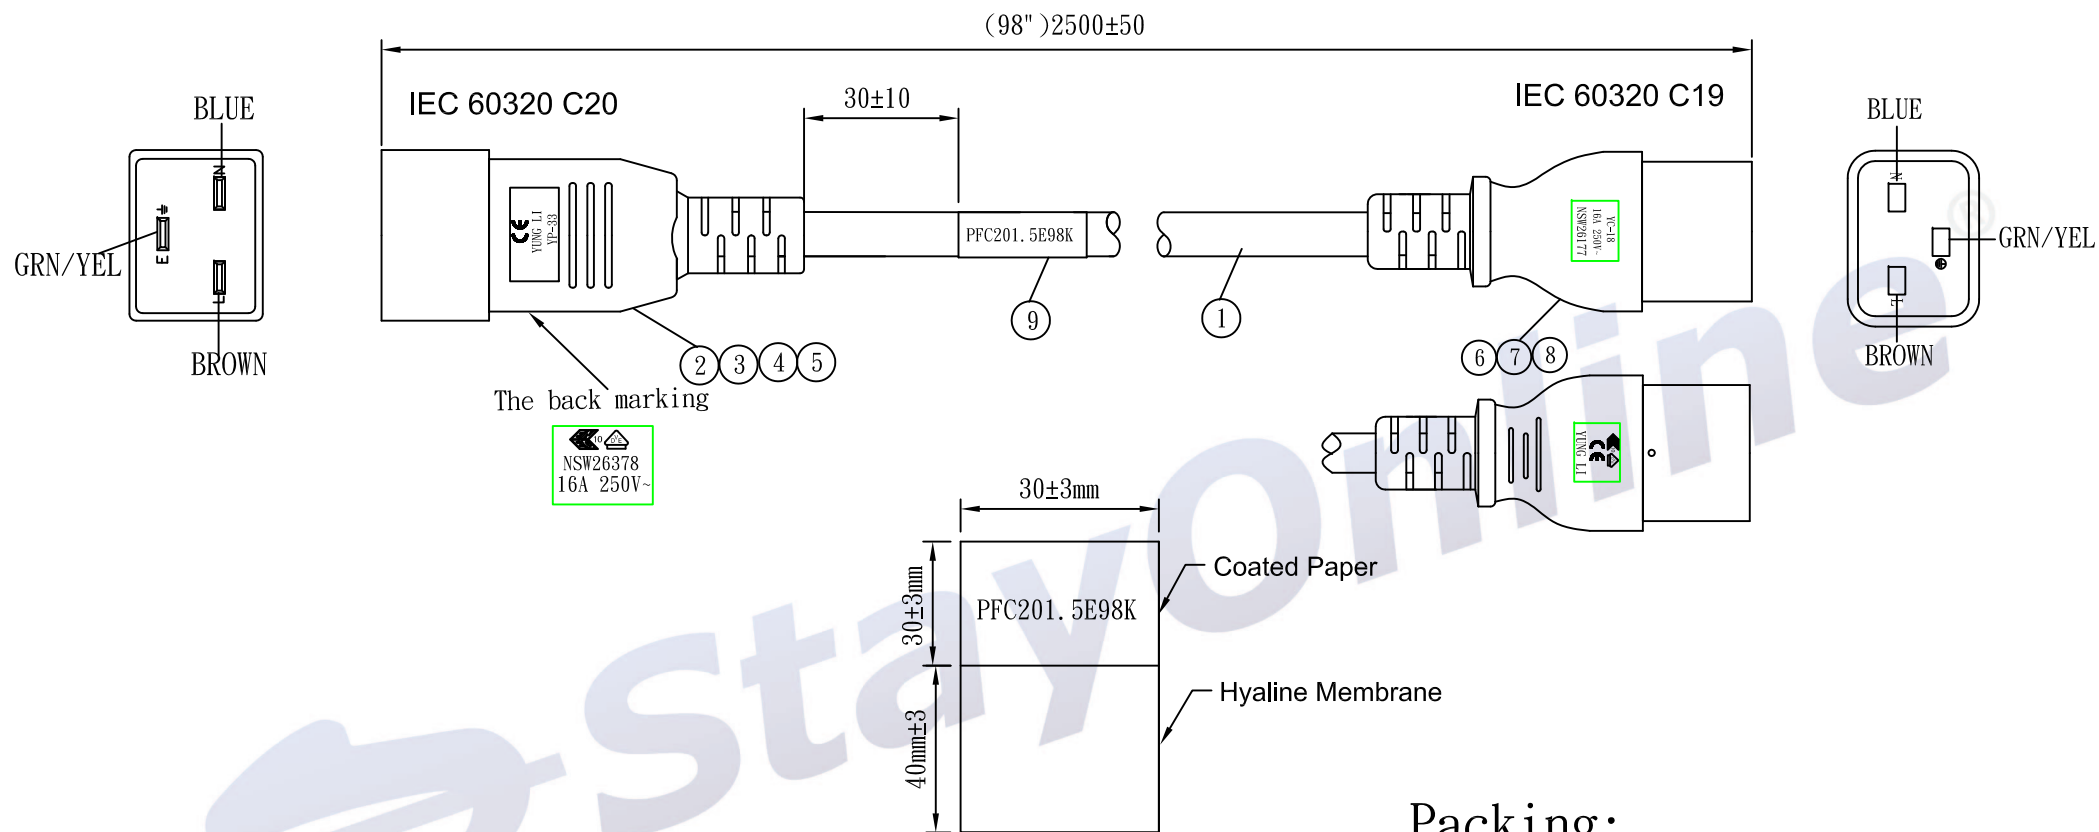 (98")2500±50
IEC 60320 C20
30±10
IEC 60320 C19
BLUE
BLUE
N
E
L
GRN/YEL
BROWN
CE
YUNG LI
YP-33
PFC201.5E98K
YC-18
16A 250V~
NSW26177
N
L
GRN/YEL
BROWN
®
9
1
2
3
4
5
6
7
8
The back marking
10
NSW26378
16A 250V~
CE
YUNG LI
30±3mm
30±3mm
PFC201.5E98K
Coated Paper
40mm±3
Hyaline Membrane
StayOnline
Packing: